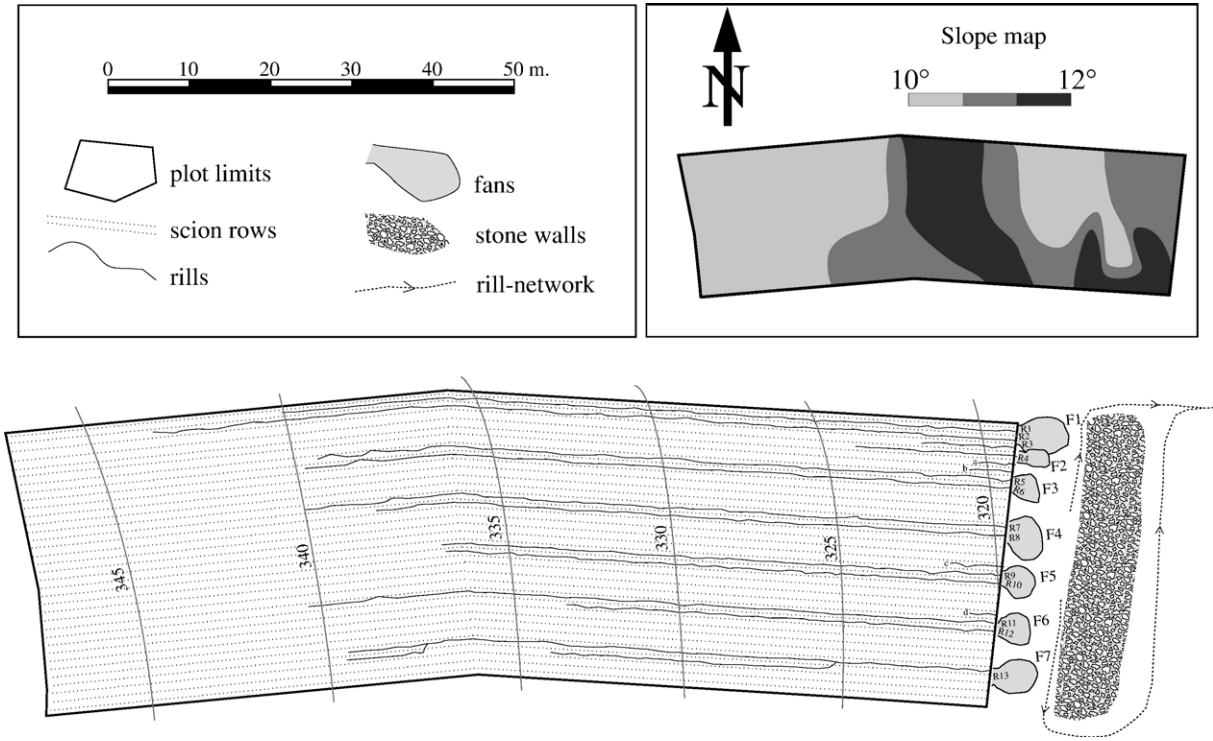 0 10 20 30 40 50 m.
plot limits
fans
scion rows
stone walls
rills
rill-network
N
Slope map
10° 12°
345
340
335
330
325
320
R1
R2
R3
R4
R5
R6
R7
R8
R9
R10
R11
R12
R13
a
b
c
d
F1
F2
F3
F4
F5
F6
F7